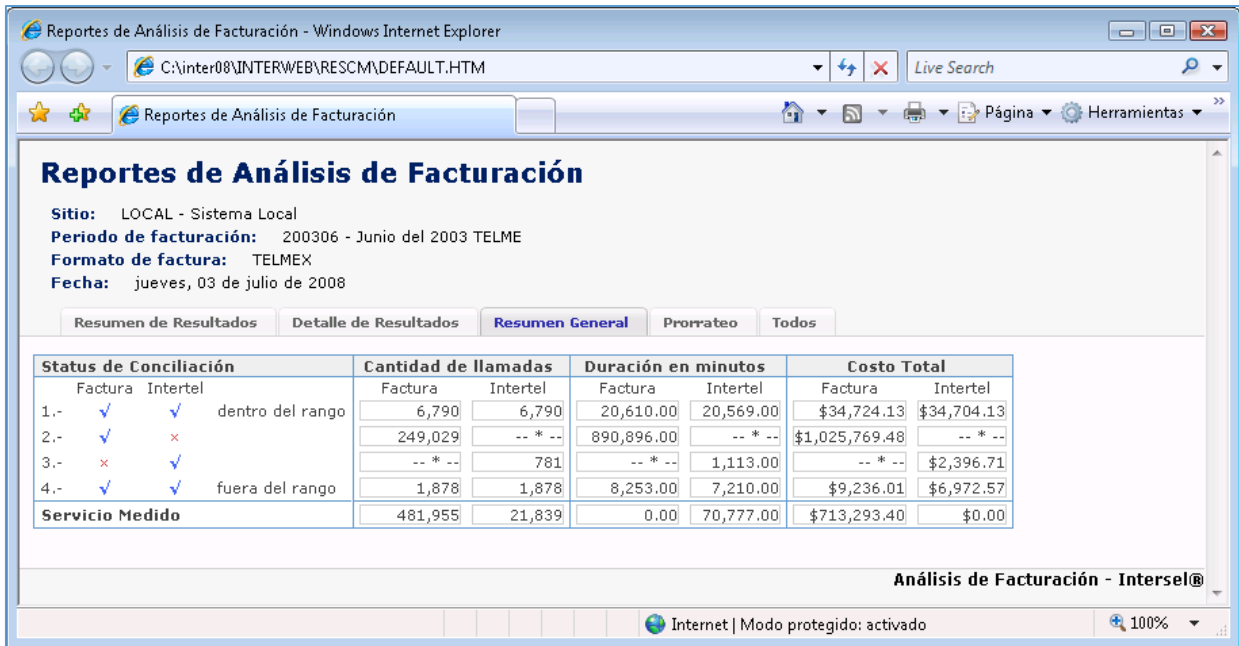 Reportes de Análisis de Facturación - Windows Internet Explorer
C:\inter08\INTERWEB\RESCM\DEFAULT.HTM
Live Search
Reportes de Análisis de Facturación
Página
Herramientas
Reportes de Análisis de Facturación
Sitio: LOCAL - Sistema Local
Periodo de facturación: 200306 - Junio del 2003 TELME
Formato de factura: TELMEX
Fecha: jueves, 03 de julio de 2008
Resumen de Resultados Detalle de Resultados Resumen General Prorrateo Todos
Status de Conciliación Cantidad de llamadas Duración en minutos Costo Total
Factura Intertel Factura Intertel Factura Intertel Factura Intertel
1.- √ √ dentro del rango 6,790 6,790 20,610.00 20,569.00 $34,724.13 $34,704.13
2.- √ × 249,029 -- * -- 890,896.00 -- * -- $1,025,769.48 -- * --
3.- × √ -- * -- 781 -- * -- 1,113.00 -- * -- $2,396.71
4.- √ √ fuera del rango 1,878 1,878 8,253.00 7,210.00 $9,236.01 $6,972.57
Servicio Medido 481,955 21,839 0.00 70,777.00 $713,293.40 $0.00
Análisis de Facturación - Intersel®
Internet | Modo protegido: activado
100%